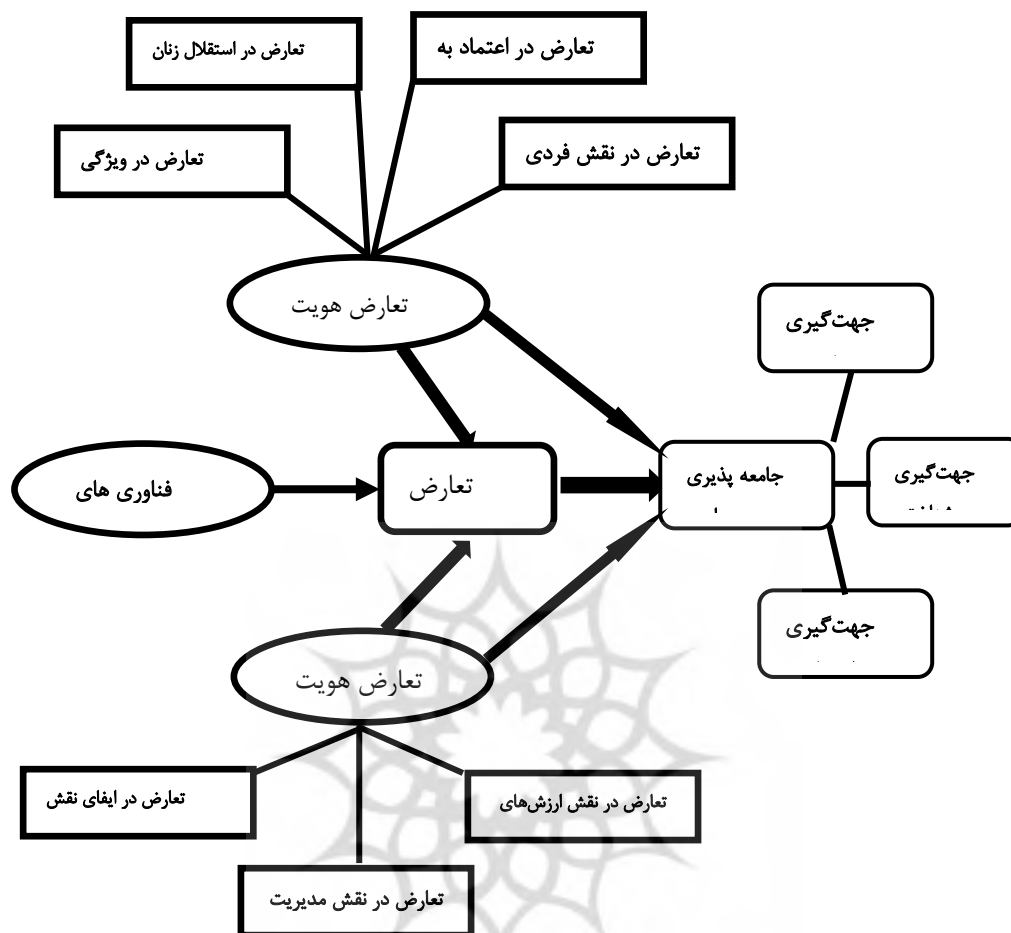 تعارض در اعتماد به
تعارض در استقلال زنان
تعارض در نقش فردی
تعارض در ویژگی
تعارض هویت
جهت‌گیری
جامعه پذیری
جهت‌گیری
تعارض
فناوری های
جهت‌گیری
تعارض هویت
تعارض در نقش ارزش‌های
تعارض در ایفای نقش
تعارض در نقش مدیریت